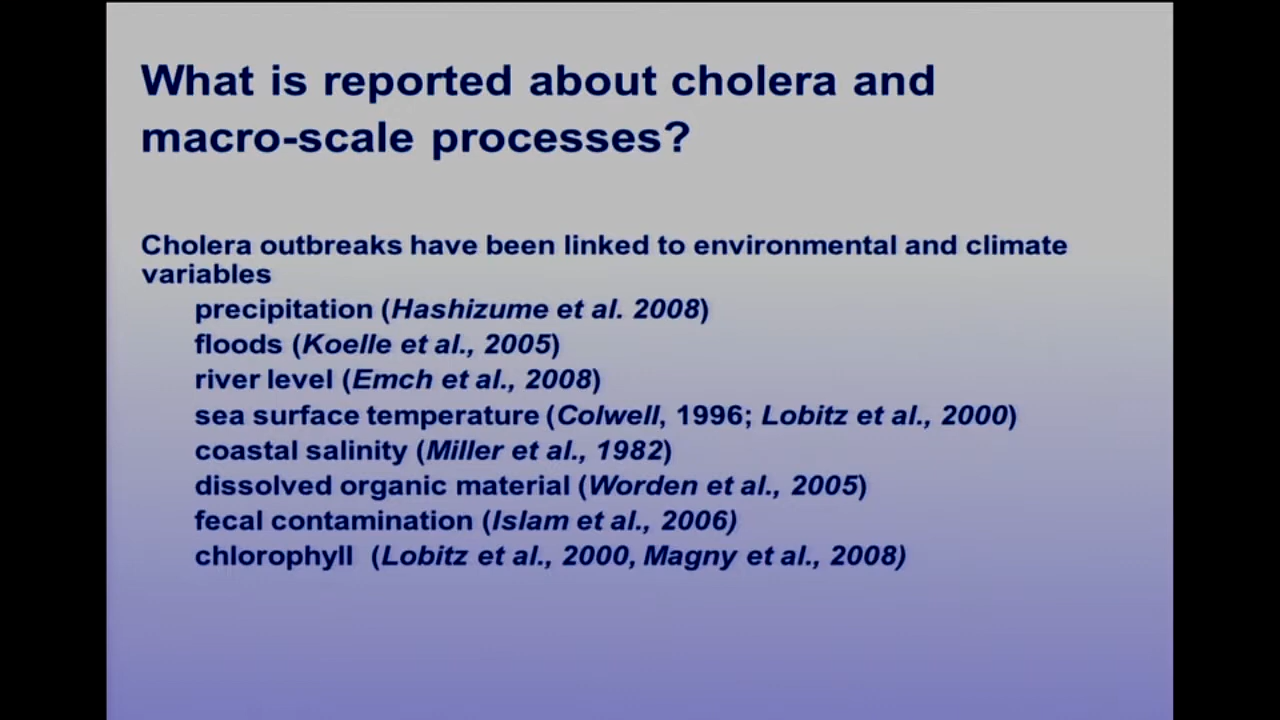 What is reported about cholera and
macro-scale processes?
Cholera outbreaks have been linked to environmental and climate
variables
precipitation (Hashizume et al. 2008)
floods (Koelle et al., 2005)
river level (Emch et al., 2008)
sea surface temperature (Colwell, 1996; Lobitz et al., 2000)
coastal salinity (Miller et al., 1982)
dissolved organic material (Worden et al., 2005)
fecal contamination (Islam et al., 2006)
chlorophyll (Lobitz et al., 2000, Magny et al., 2008)